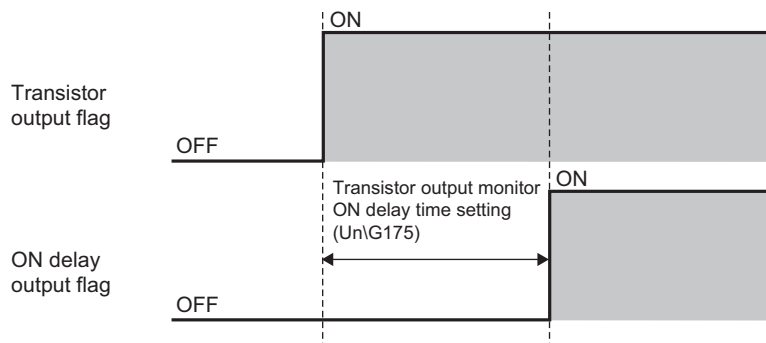 ON
Transistor
output flag
OFF
Transistor output monitor
ON delay time setting
(Un\G175)
ON
ON delay
output flag
OFF